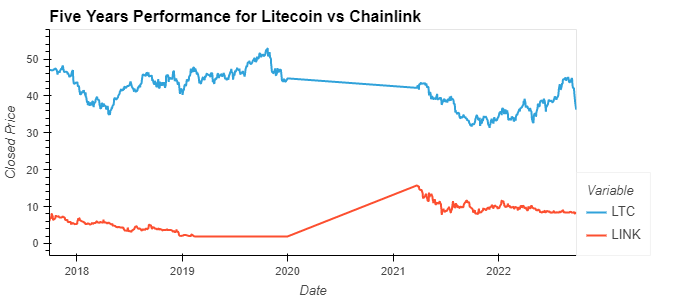 Five Years Performance for Litecoin vs Chainlink
Closed Price
50
40
30
20
10
0
2018 2019 2020 2021 2022
Date
Variable
LTC
LINK